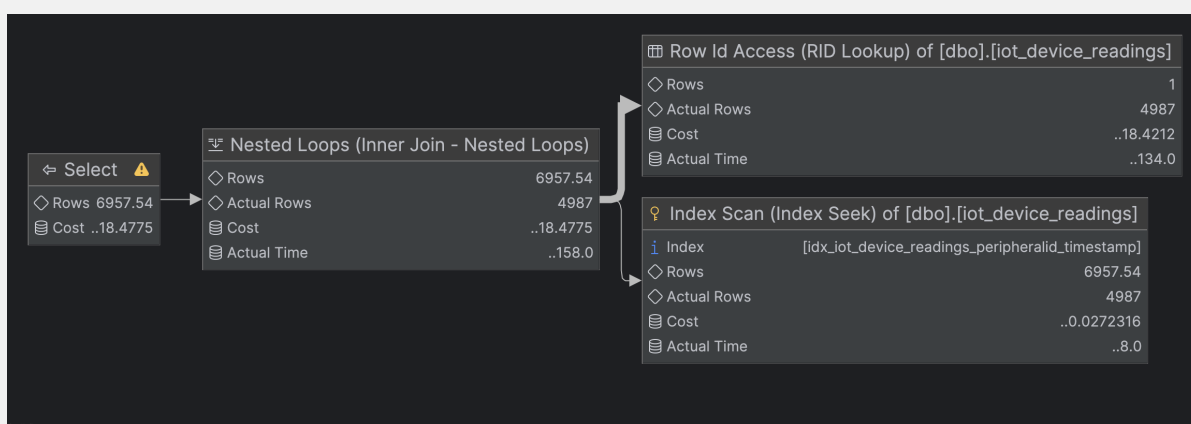 Select
Rows 6957.54
Cost ..18.4775
Nested Loops (Inner Join - Nested Loops)
Rows 6957.54
Actual Rows 4987
Cost ..18.4775
Actual Time ..158.0
Row Id Access (RID Lookup) of [dbo].[iot_device_readings]
Rows 1
Actual Rows 4987
Cost ..18.4212
Actual Time ..134.0
Index Scan (Index Seek) of [dbo].[iot_device_readings]
Index [idx_iot_device_readings_peripheralid_timestamp]
Rows 6957.54
Actual Rows 4987
Cost ..0.0272316
Actual Time ..8.0